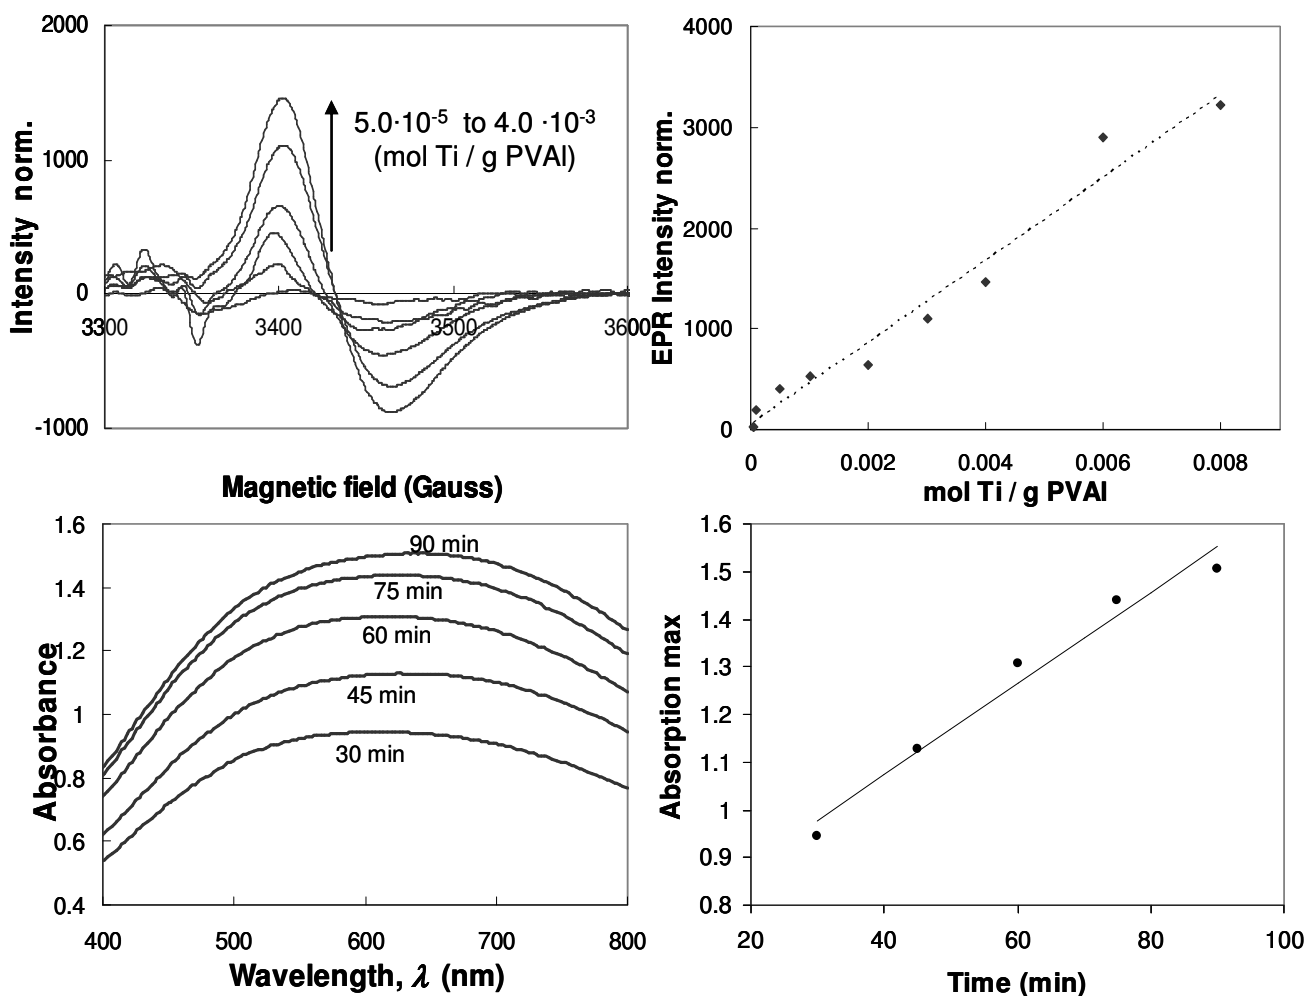 2000
1000
0
-1000
3300
3400
3500
3600
Intensity norm.
5.0·10-5 to 4.0 ·10-3
(mol Ti / g PVAl)
Magnetic field (Gauss)
4000
3000
2000
1000
0
0
0.002
0.004
0.006
0.008
EPR Intensity norm.
mol Ti / g PVAl
1.6
1.4
1.2
1
0.8
0.6
0.4
400
500
600
700
800
Absorbance
90 min
75 min
60 min
45 min
30 min
Wavelength, λ (nm)
1.6
1.5
1.4
1.3
1.2
1.1
1
0.9
0.8
20
40
60
80
100
Absorption max
Time (min)